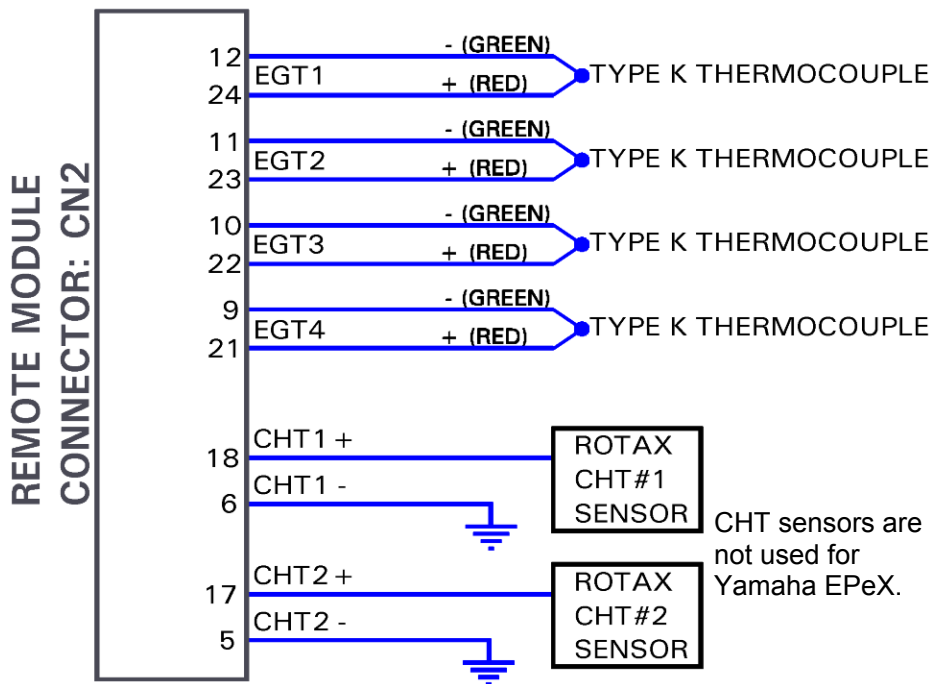 REMOTE MODULE
CONNECTOR: CN2
12
- (GREEN)
EGT1
TYPE K THERMOCOUPLE
24
+ (RED)
11
- (GREEN)
EGT2
TYPE K THERMOCOUPLE
23
+ (RED)
10
- (GREEN)
EGT3
TYPE K THERMOCOUPLE
22
+ (RED)
9
- (GREEN)
EGT4
TYPE K THERMOCOUPLE
21
+ (RED)
CHT1 +
18
CHT1 -
6
ROTAX
CHT#1
SENSOR
CHT sensors are
not used for
Yamaha EPeX.
CHT2 +
17
CHT2 -
5
ROTAX
CHT#2
SENSOR